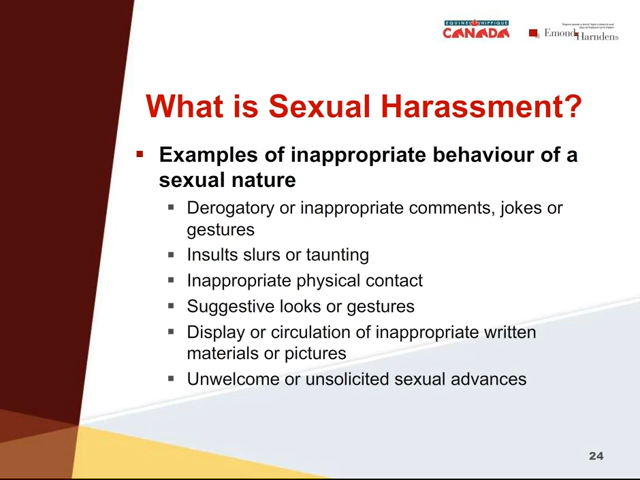 EQUINE HIPPIQUE
CANADA
Emond Harnden
What is Sexual Harassment?
Examples of inappropriate behaviour of a
sexual nature
Derogatory or inappropriate comments, jokes or
gestures
Insults slurs or taunting
Inappropriate physical contact
Suggestive looks or gestures
Display or circulation of inappropriate written
materials or pictures
Unwelcome or unsolicited sexual advances
24